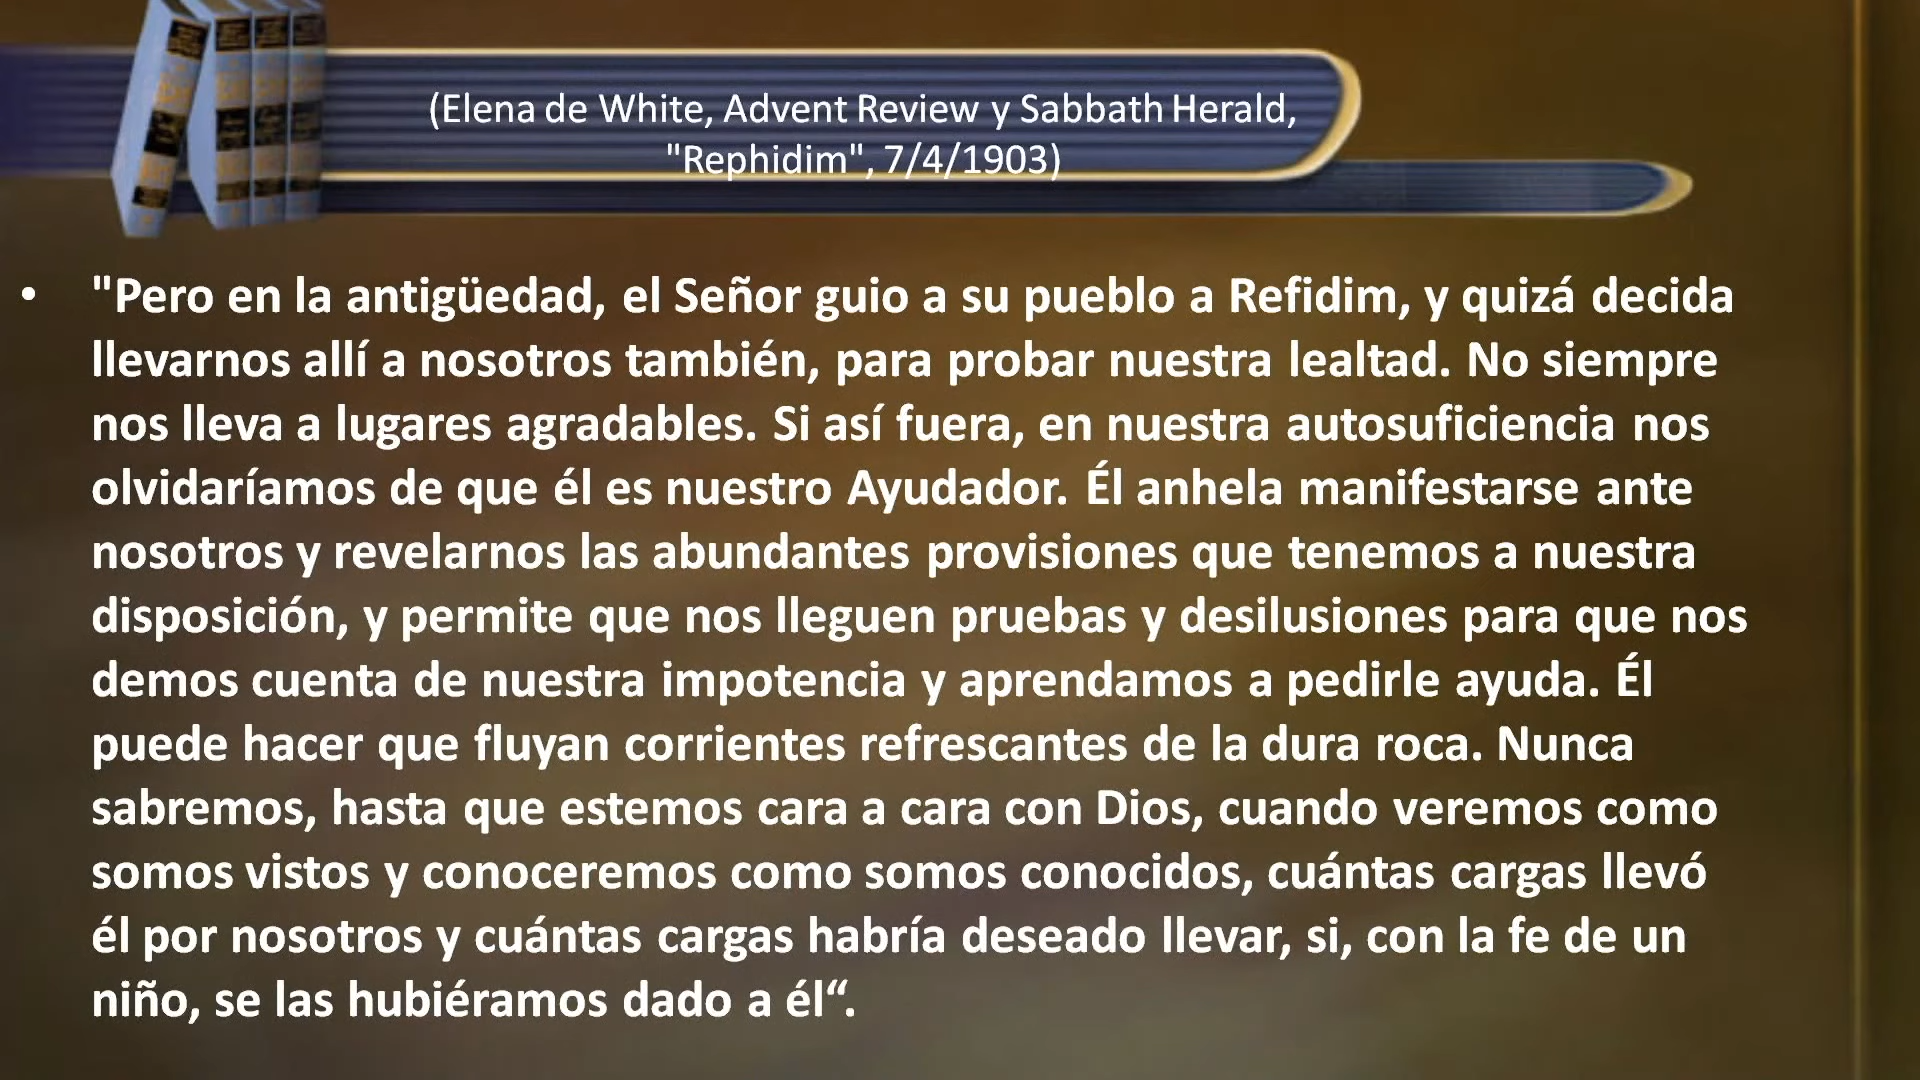 (Elena de White, Advent Review y Sabbath Herald,
"Rephidim", 7/4/1903)
• "Pero en la antigüedad, el Señor guio a su pueblo a Refidim, y quizá decida
llevarnos allí a nosotros también, para probar nuestra lealtad. No siempre
nos lleva a lugares agradables. Si así fuera, en nuestra autosuficiencia nos
olvidaríamos de que él es nuestro Ayudador. Él anhela manifestarse ante
nosotros y revelarnos las abundantes provisiones que tenemos a nuestra
disposición, y permite que nos lleguen pruebas y desilusiones para que nos
demos cuenta de nuestra impotencia y aprendamos a pedirle ayuda. Él
puede hacer que fluyan corrientes refrescantes de la dura roca. Nunca
sabremos, hasta que estemos cara a cara con Dios, cuando veremos como
somos vistos y conoceremos como somos conocidos, cuántas cargas llevó
él por nosotros y cuántas cargas habría deseado llevar, si, con la fe de un
niño, se las hubiéramos dado a él“.